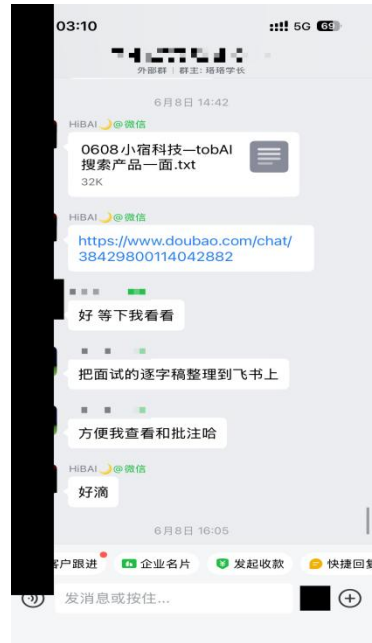 03:10
5G 69
外部群 | 群主: 珞珞学长
6月8日 14:42
HiBAI🌙@微信
0608小宿科技—tobAI
搜索产品一面.txt
32K
HiBAI🌙@微信
https://www.doubao.com/chat/
38429800114042882
好 等下我看看
把面试的逐字稿整理到飞书上
方便我查看和批注哈
HiBAI🌙@微信
好滴
6月8日 16:05
户跟进
企业名片
发起收款
快捷回复
发消息或按住...